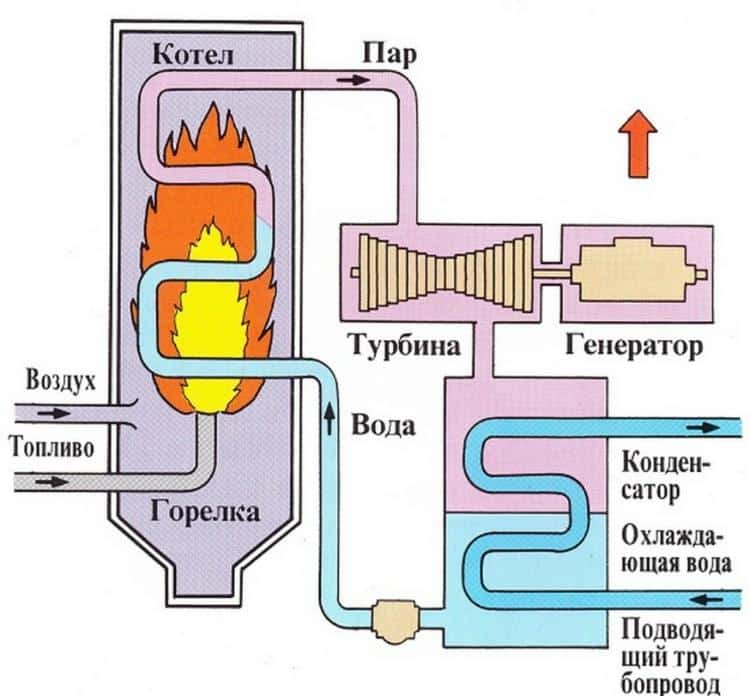 Котел
Пар
Турбина
Генератор
Воздух
Топливо
Вода
Горелка
Конден-
сатор
Охлажда-
ющая вода
Подводя-
щий тру-
бопровод